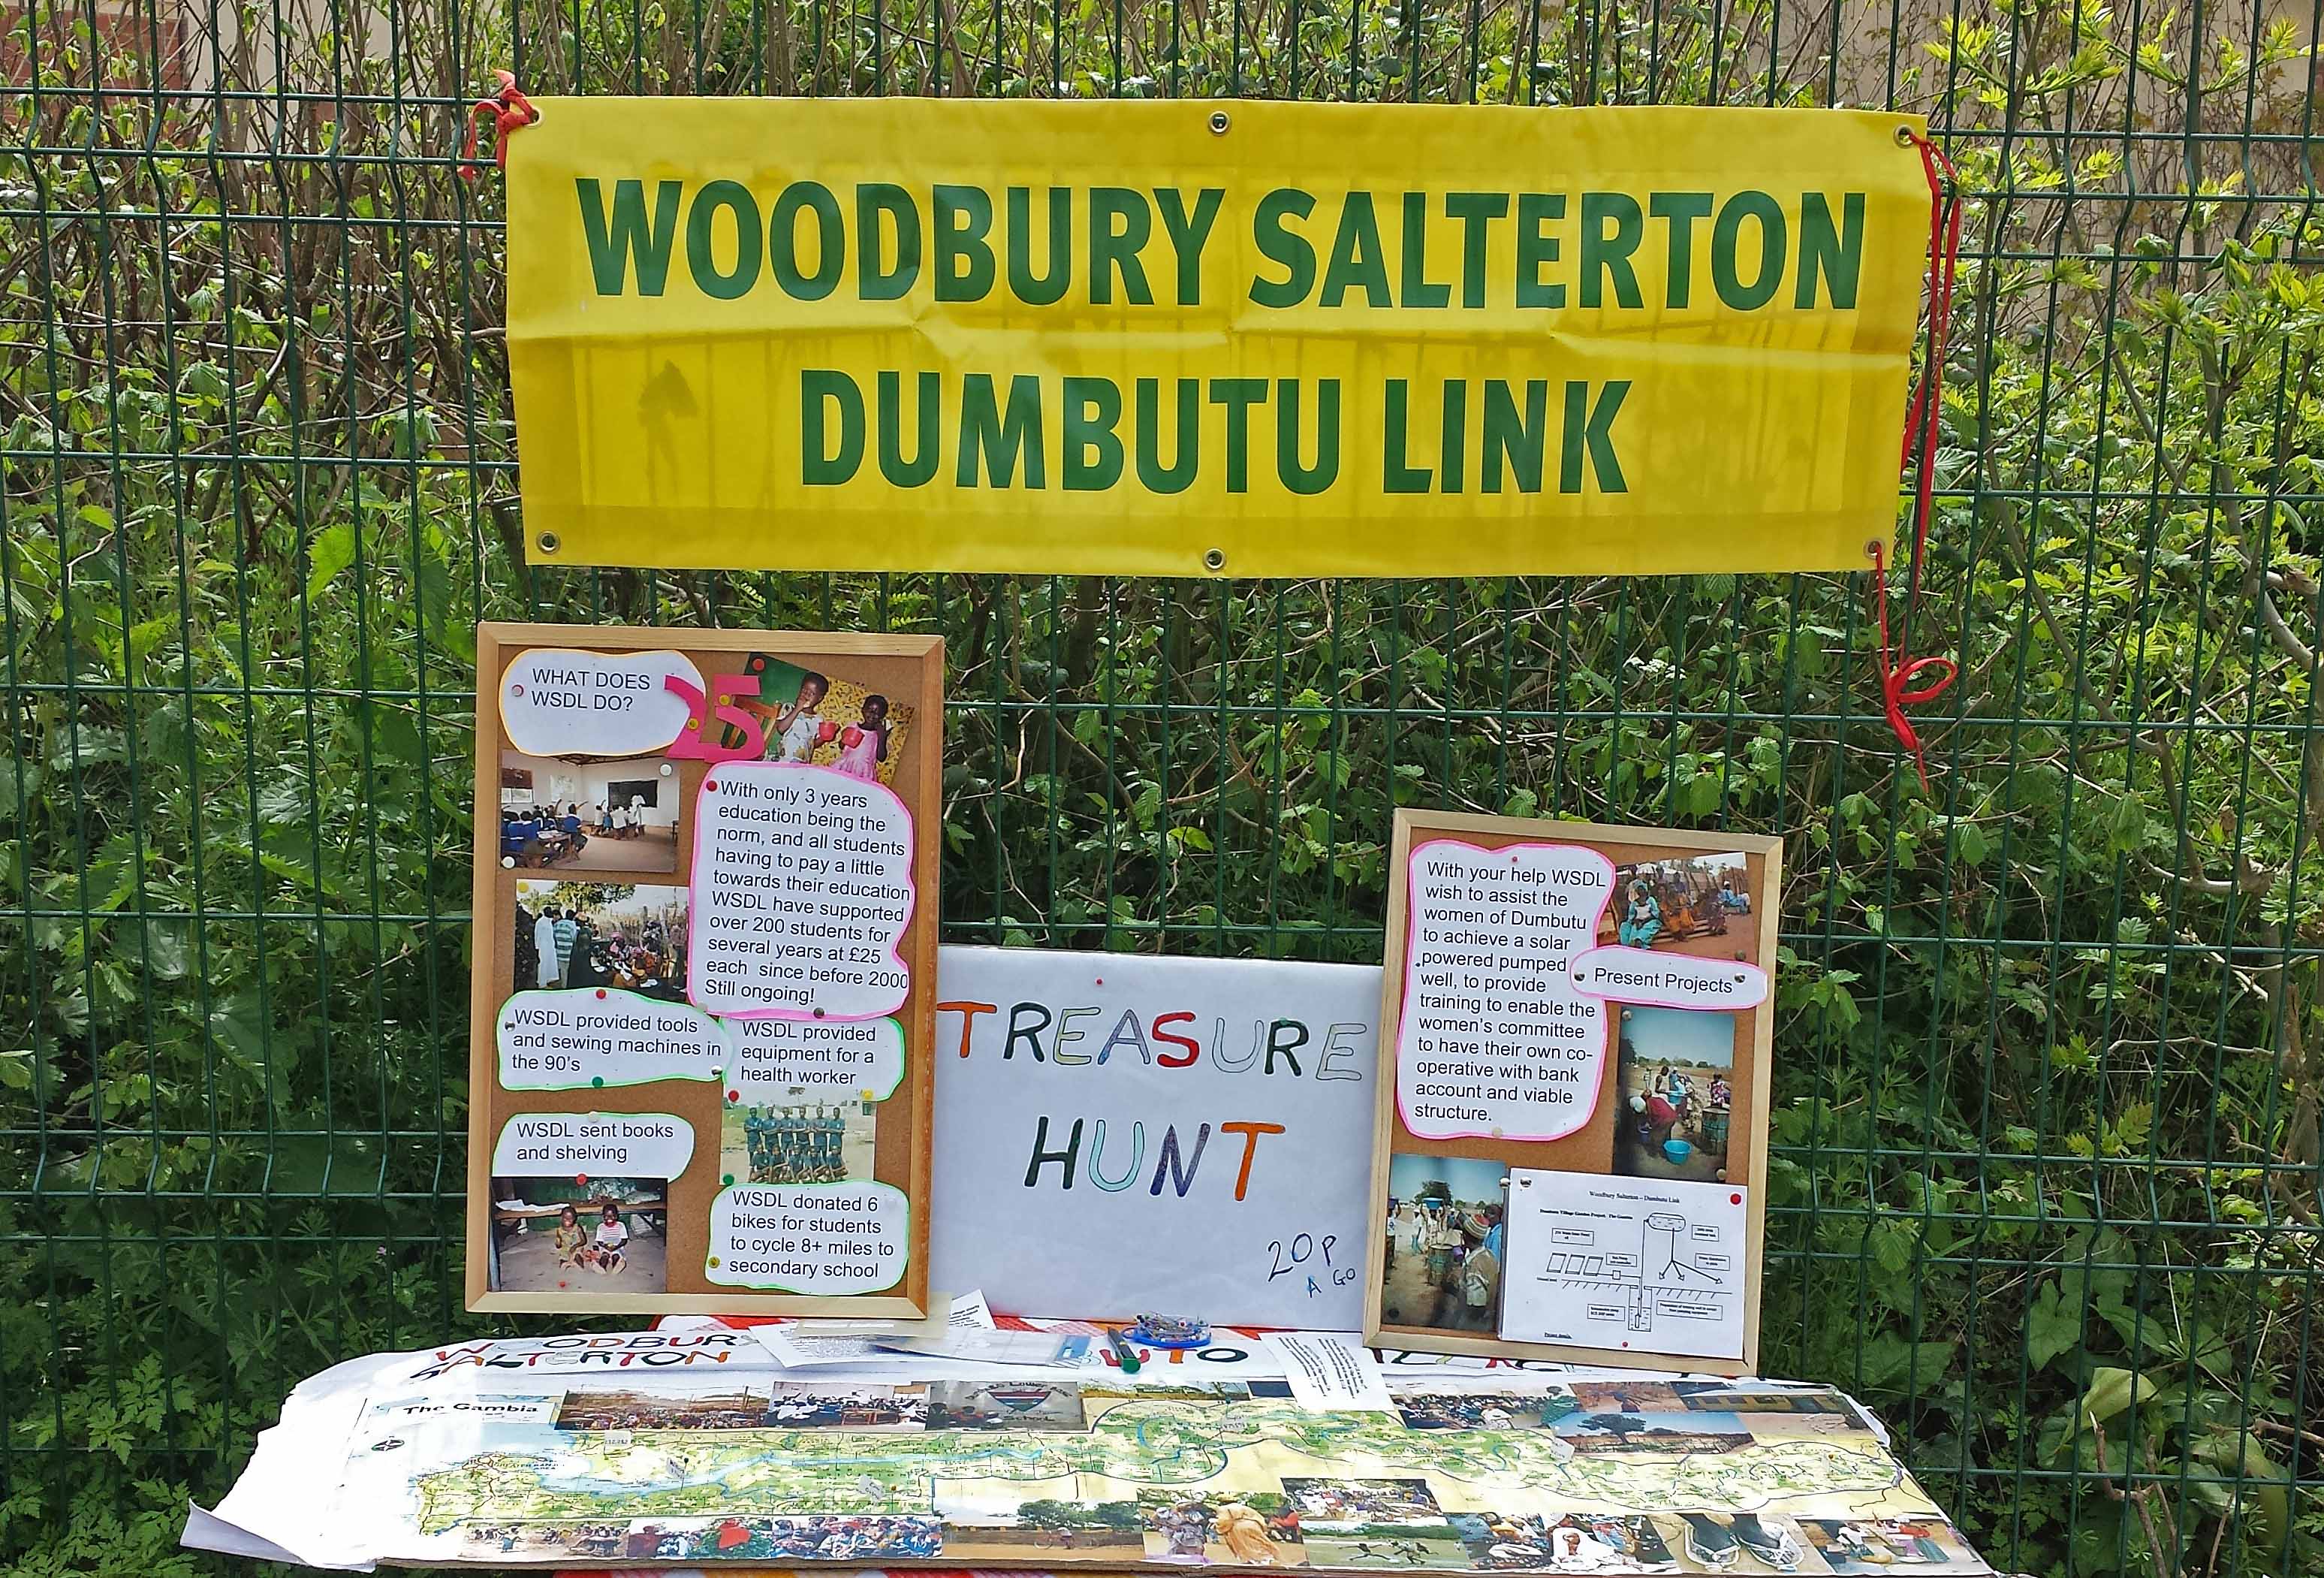 WOODBURY SALTERTON
DUMBUTU LINK
WHAT DOES
WSDL DO?
25
With only 3 years
education being the
norm, and all students
having to pay a little
towards their education
WSDL have supported
over 200 students for
several years at £25
each since before 2000
Still ongoing!
WSDL provided tools
and sewing machines in
the 90's
WSDL provided
equipment for a
health worker
WSDL sent books
and shelving
WSDL donated 6
bikes for students
to cycle 8+ miles to
secondary school
TREASURE
HUNT
20P
A GO
With your help WSDL
wish to assist the
women of Dumbutu
to achieve a solar
powered pumped
well, to provide
training to enable the
women's committee
to have their own co-
operative with bank
account and viable
structure.
Present Projects
Woodbury Salterton – Dumbutu Link
Dumbutu Village Garden Project. The Gambia
WOODBURY
SALTERTON
The Gambia